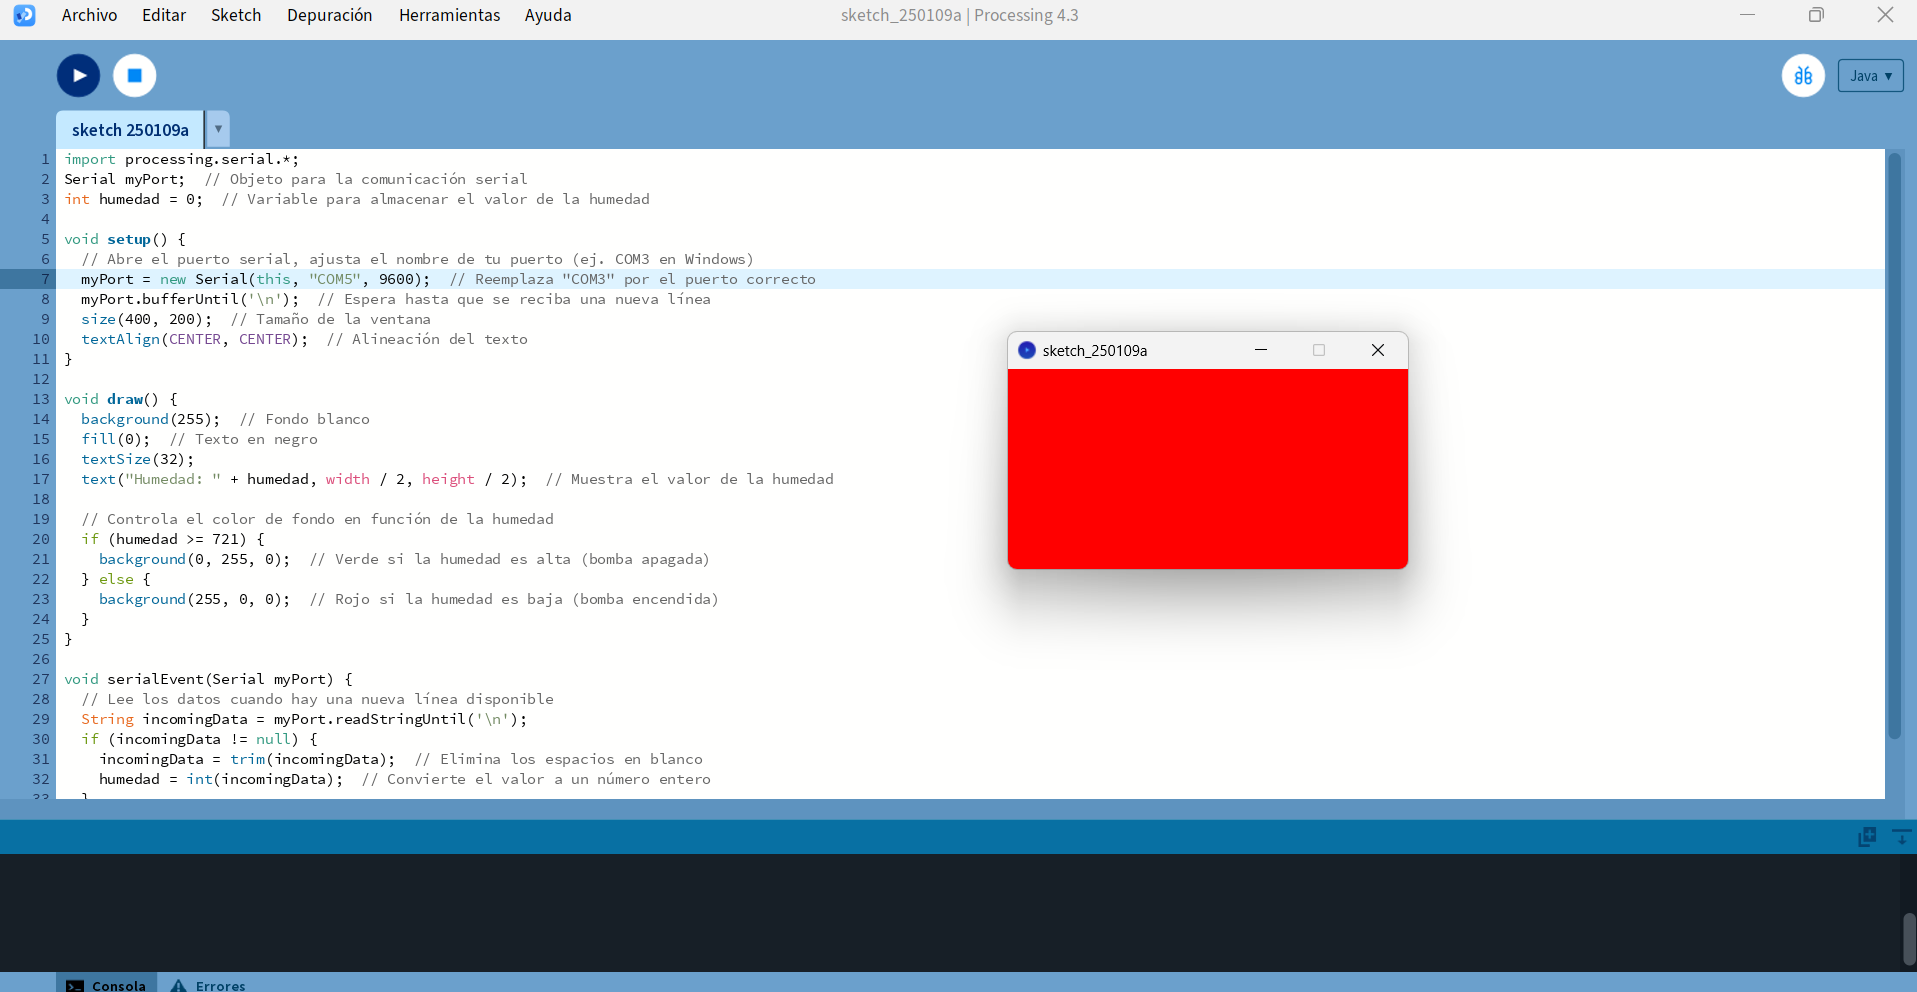 Archivo Editar Sketch Depuración Herramientas Ayuda
sketch_250109a | Processing 4.3
Java ▾
sketch 250109a ▾
1 import processing.serial.*;
2 Serial myPort;  // Objeto para la comunicación serial
3 int humedad = 0;  // Variable para almacenar el valor de la humedad
4
5 void setup() {
6   // Abre el puerto serial, ajusta el nombre de tu puerto (ej. COM3 en Windows)
7   myPort = new Serial(this, "COM5", 9600);  // Reemplaza "COM3" por el puerto correcto
8   myPort.bufferUntil('\n');  // Espera hasta que se reciba una nueva línea
9   size(400, 200);  // Tamaño de la ventana
10   textAlign(CENTER, CENTER);  // Alineación del texto
11 }
12
13 void draw() {
14   background(255);  // Fondo blanco
15   fill(0);  // Texto en negro
16   textSize(32);
17   text("Humedad: " + humedad, width / 2, height / 2);  // Muestra el valor de la humedad
18
19   // Controla el color de fondo en función de la humedad
20   if (humedad >= 721) {
21     background(0, 255, 0);  // Verde si la humedad es alta (bomba apagada)
22   } else {
23     background(255, 0, 0);  // Rojo si la humedad es baja (bomba encendida)
24   }
25 }
26
27 void serialEvent(Serial myPort) {
28   // Lee los datos cuando hay una nueva línea disponible
29   String incomingData = myPort.readStringUntil('\n');
30   if (incomingData != null) {
31     incomingData = trim(incomingData);  // Elimina los espacios en blanco
32     humedad = int(incomingData);  // Convierte el valor a un número entero
33   }
sketch_250109a
Consola Errores